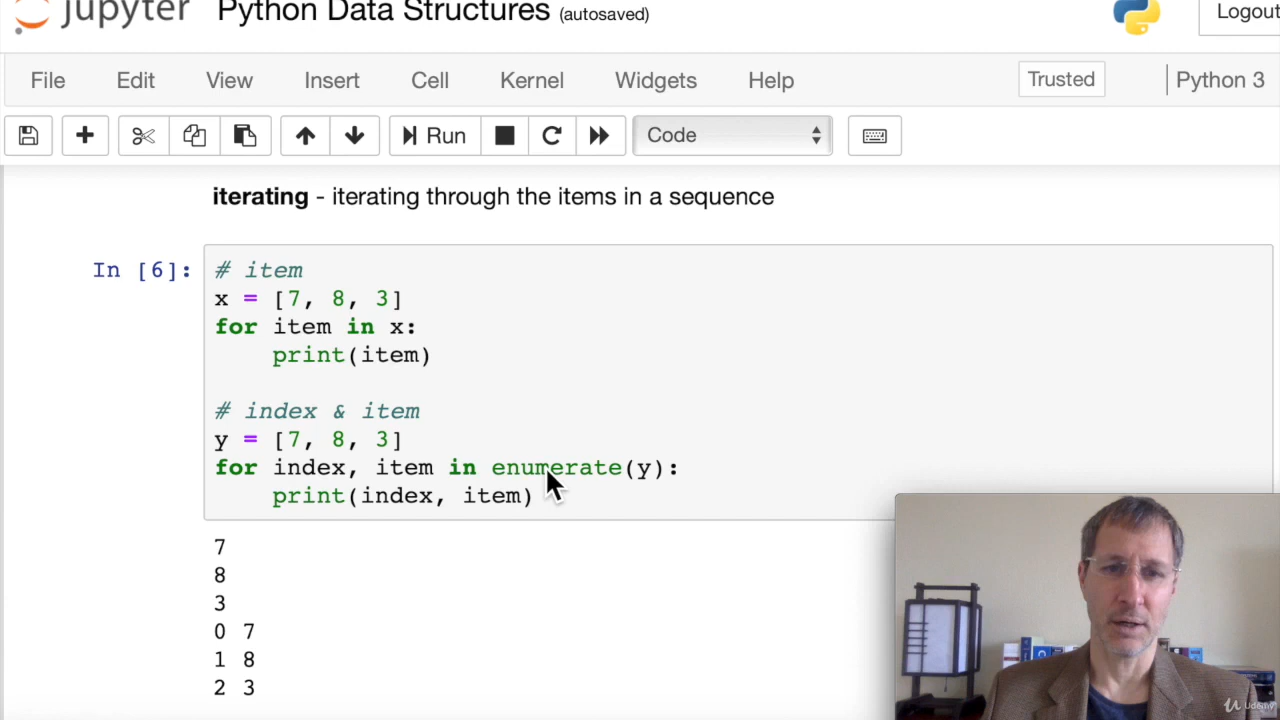 jupyter Python Data Structures (autosaved) Logout
File Edit View Insert Cell Kernel Widgets Help Trusted Python 3
Run Code
iterating - iterating through the items in a sequence
In [6]:
# item
x = [7, 8, 3]
for item in x:
    print(item)
# index & item
y = [7, 8, 3]
for index, item in enumerate(y):
    print(index, item)
7
8
3
0 7
1 8
2 3
Udemy